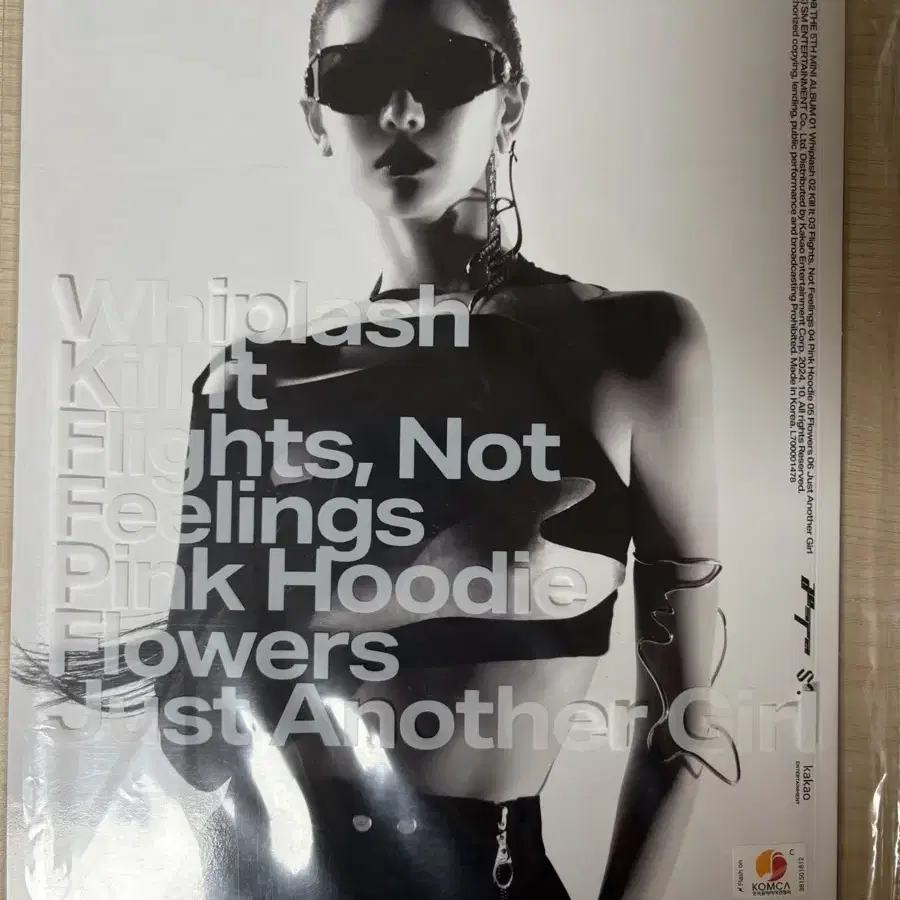 Whiplash
Kill It
Flights, Not
Feelings
Pink Hoodie
Flowers
Just Another Girl
THE 5TH MINI ALBUM 01 Whiplash 02 Kill It 03 Flights, Not Feelings 04 Pink Hoodie 05 Flowers 06 Just Another Girl
SM ENTERTAINMENT Co., Ltd. Distributed by Kakao Entertainment Corp. 2024. 10. All rights Reserved.
copying, lending, public performance and broadcasting Prohibited. Made in Korea. L700001478
kakao
ENTERTAINMENT
KOMCA